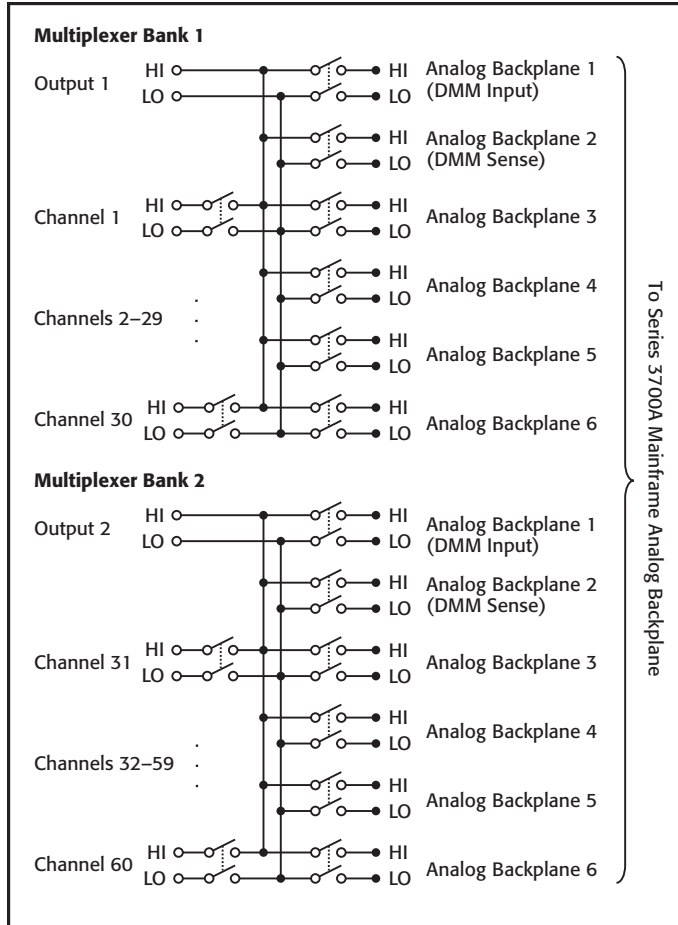 Multiplexer Bank 1
Output 1
HI
LO
HI
LO
Analog Backplane 1
(DMM Input)
HI
LO
Analog Backplane 2
(DMM Sense)
Channel 1
HI
LO
HI
LO
Analog Backplane 3
HI
LO
Analog Backplane 4
Channels 2–29
HI
LO
Analog Backplane 5
Channel 30
HI
LO
HI
LO
Analog Backplane 6
Multiplexer Bank 2
Output 2
HI
LO
HI
LO
Analog Backplane 1
(DMM Input)
HI
LO
Analog Backplane 2
(DMM Sense)
Channel 31
HI
LO
HI
LO
Analog Backplane 3
HI
LO
Analog Backplane 4
Channels 32–59
HI
LO
Analog Backplane 5
Channel 60
HI
LO
HI
LO
Analog Backplane 6
To Series 3700A Mainframe Analog Backplane